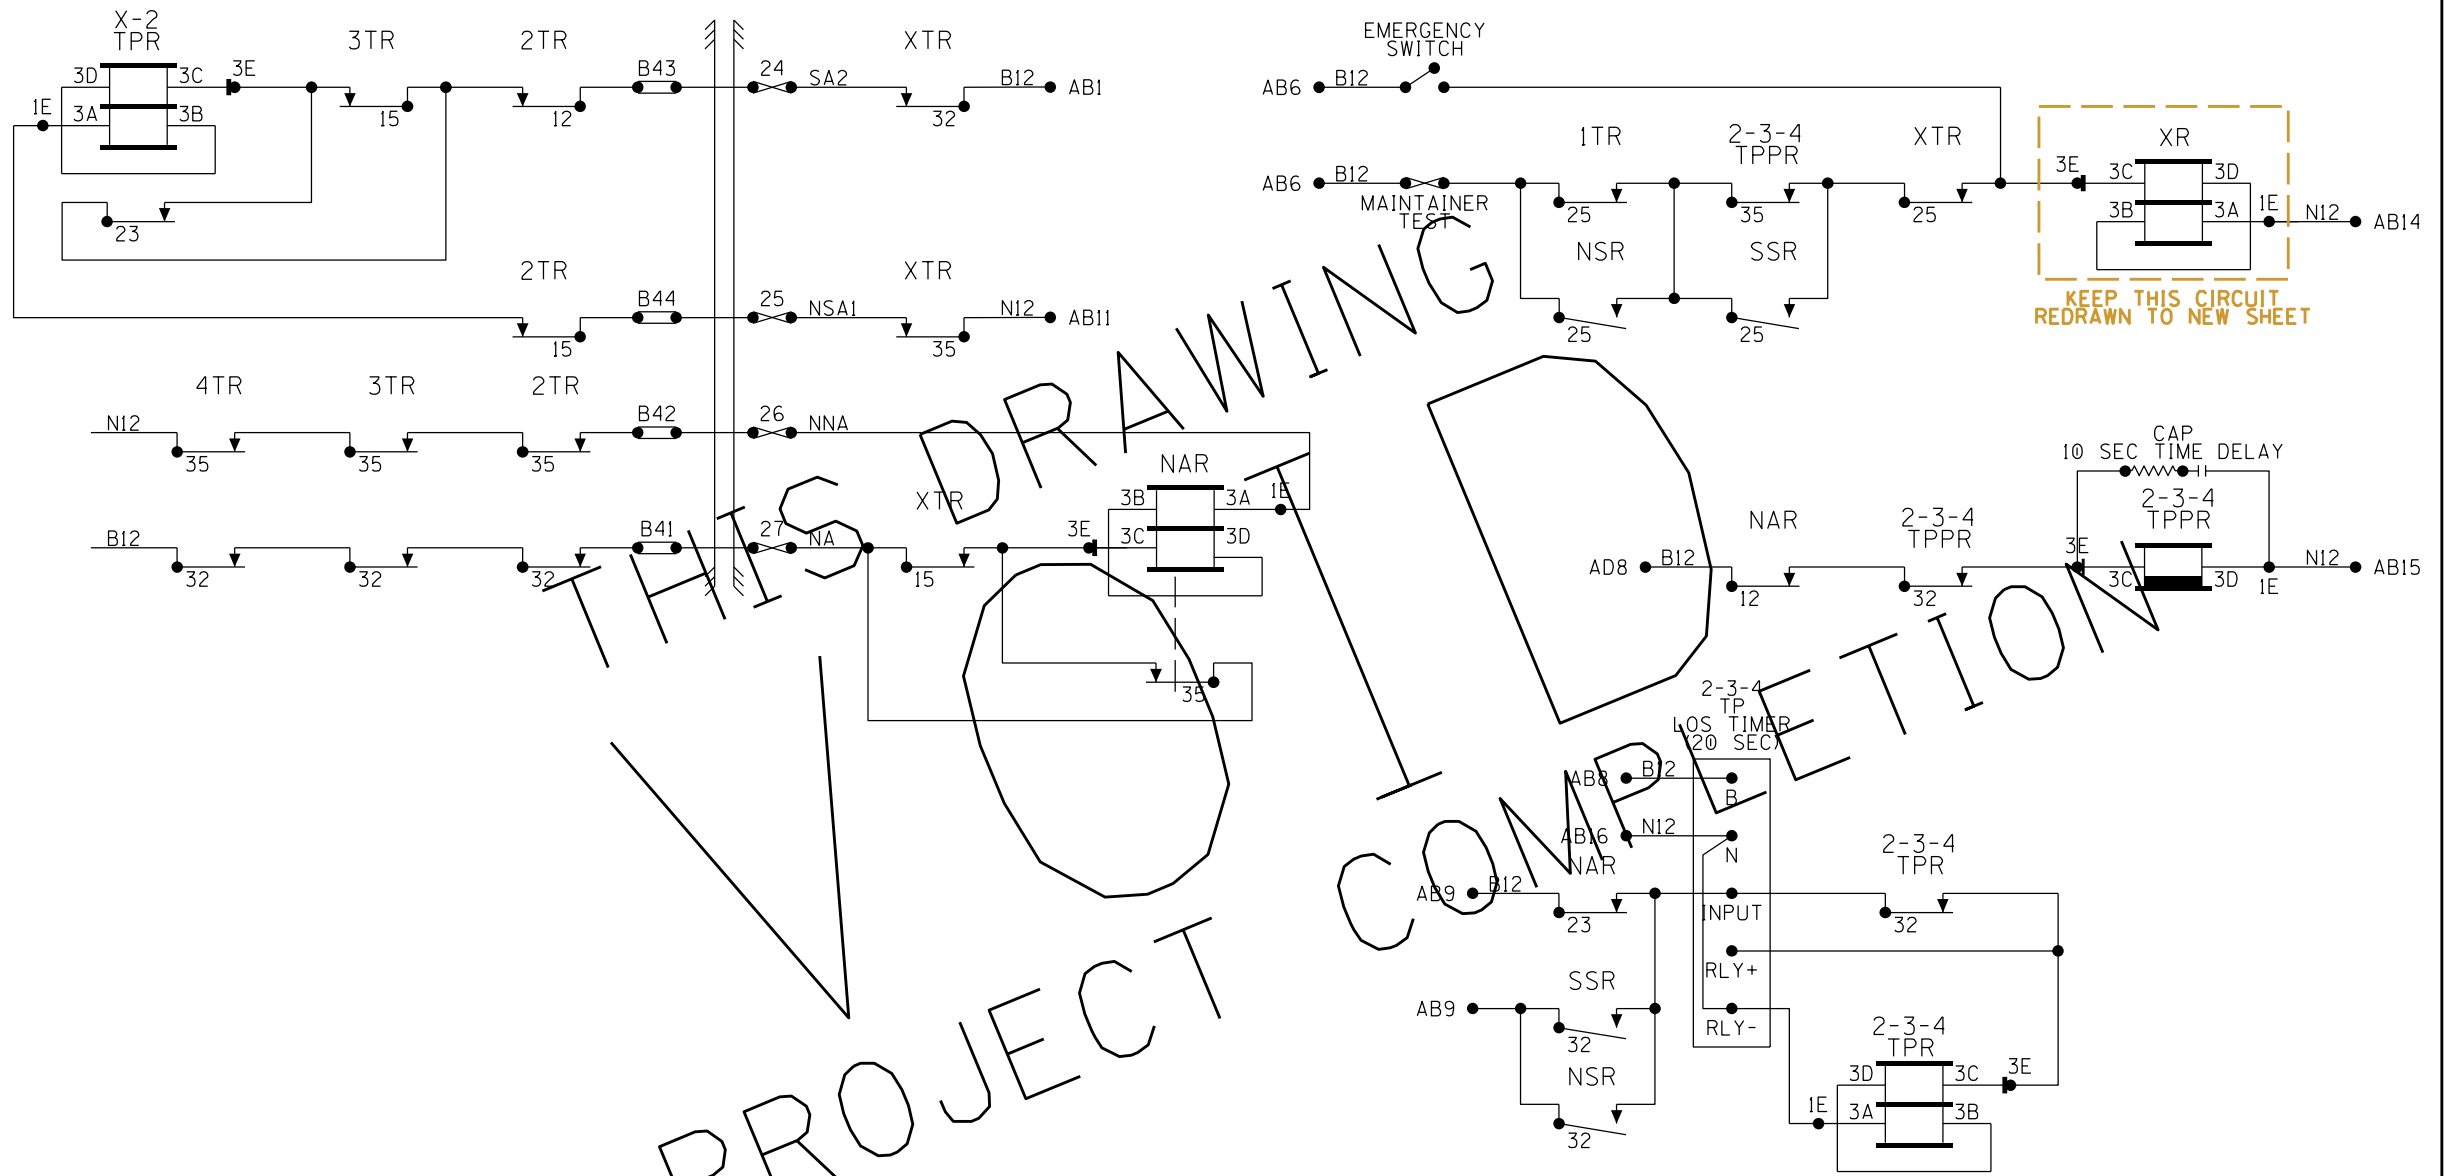 X-2
TPR
3TR
2TR
XTR
3D
3C
3E
B43
24
SA2
B12
AB1
1E
3A
3B
15
12
32
23
2TR
XTR
B44
25
NSA1
N12
AB11
15
35
4TR
3TR
2TR
N12
B42
26
NNA
35
35
35
NAR
XTR
3B
3A
1E
B12
B41
27
NA
3E
3C
3D
32
32
32
15
35
EMERGENCY
SWITCH
AB6
B12
1TR
2-3-4
TPPR
XTR
XR
AB6
B12
3E
3C
3D
MAINTAINER
TEST
25
35
25
3B
3A
1E
N12
AB14
NSR
SSR
25
25
KEEP THIS CIRCUIT
REDRAWN TO NEW SHEET
CAP
10 SEC TIME DELAY
2-3-4
TPPR
NAR
2-3-4
TPPR
AD8
B12
3E
3C
3D
1E
N12
AB15
12
32
2-3-4
TP
LOS TIMER
(20 SEC)
AB8
B12
B
AB16
N12
N
NAR
2-3-4
TPR
AB9
B12
INPUT
23
32
RLY+
SSR
AB9
RLY-
32
2-3-4
TPR
NSR
3D
3C
3E
1E
3A
3B
32
THIS DRAWING
VOID
PROJECT COMPLETION